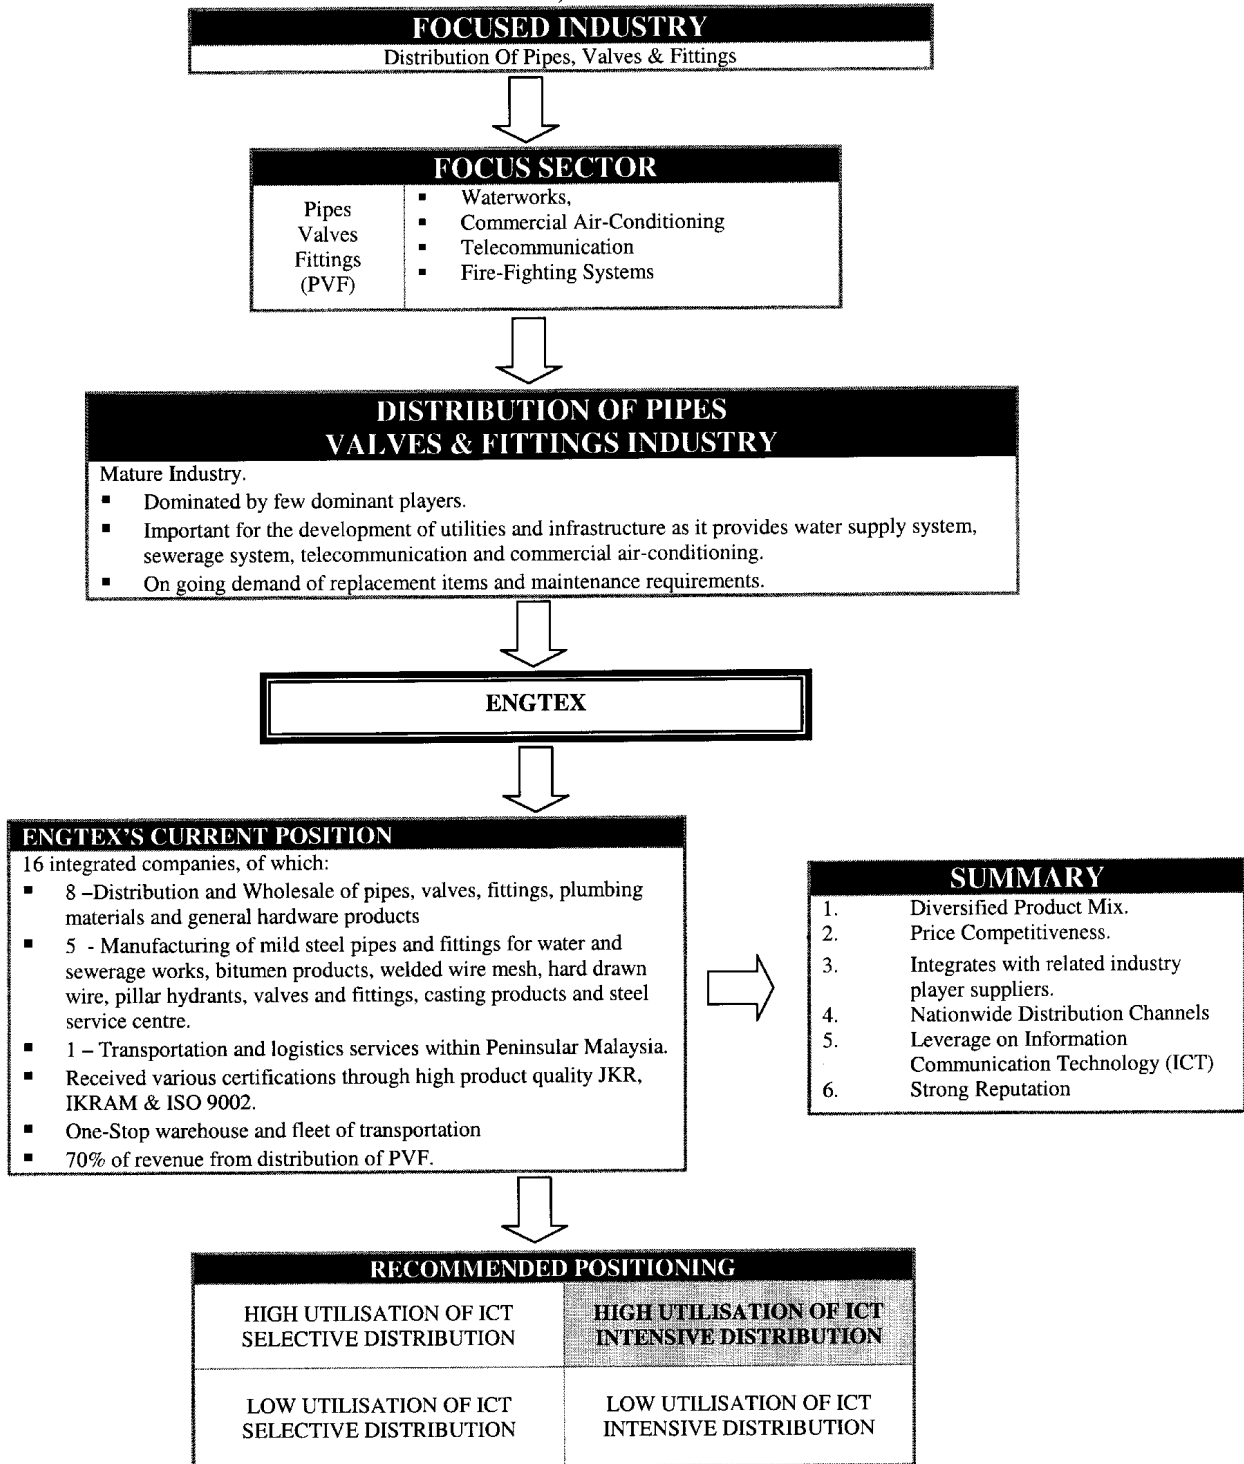 FOCUSED INDUSTRY
Distribution Of Pipes, Valves & Fittings
FOCUS SECTOR
Pipes
Valves
Fittings
(PVF)
▪ Waterworks,
▪ Commercial Air-Conditioning
▪ Telecommunication
▪ Fire-Fighting Systems
DISTRIBUTION OF PIPES
VALVES & FITTINGS INDUSTRY
Mature Industry.
▪ Dominated by few dominant players.
▪ Important for the development of utilities and infrastructure as it provides water supply system,
sewerage system, telecommunication and commercial air-conditioning.
▪ On going demand of replacement items and maintenance requirements.
ENGTEX
ENGTEX'S CURRENT POSITION
16 integrated companies, of which:
▪ 8 –Distribution and Wholesale of pipes, valves, fittings, plumbing
materials and general hardware products
▪ 5 - Manufacturing of mild steel pipes and fittings for water and
sewerage works, bitumen products, welded wire mesh, hard drawn
wire, pillar hydrants, valves and fittings, casting products and steel
service centre.
▪ 1 – Transportation and logistics services within Peninsular Malaysia.
▪ Received various certifications through high product quality JKR,
IKRAM & ISO 9002.
▪ One-Stop warehouse and fleet of transportation
▪ 70% of revenue from distribution of PVF.
SUMMARY
1. Diversified Product Mix.
2. Price Competitiveness.
3. Integrates with related industry
player suppliers.
4. Nationwide Distribution Channels
5. Leverage on Information
Communication Technology (ICT)
6. Strong Reputation
RECOMMENDED POSITIONING
HIGH UTILISATION OF ICT
SELECTIVE DISTRIBUTION
HIGH UTILISATION OF ICT
INTENSIVE DISTRIBUTION
LOW UTILISATION OF ICT
SELECTIVE DISTRIBUTION
LOW UTILISATION OF ICT
INTENSIVE DISTRIBUTION